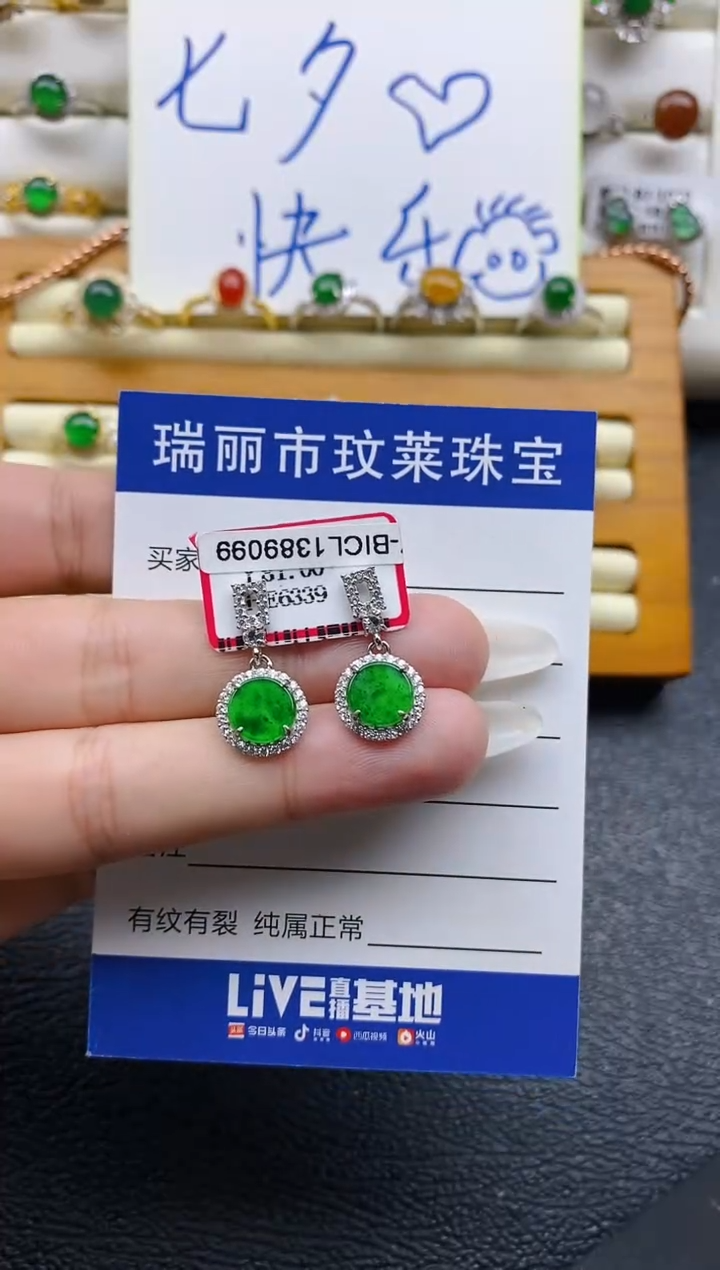 七夕
快乐
瑞丽市玟莱珠宝
买家
-BICL1389099
E6339
有纹有裂 纯属正常
LiVE直播基地
今日头条 抖音 西瓜视频 火山